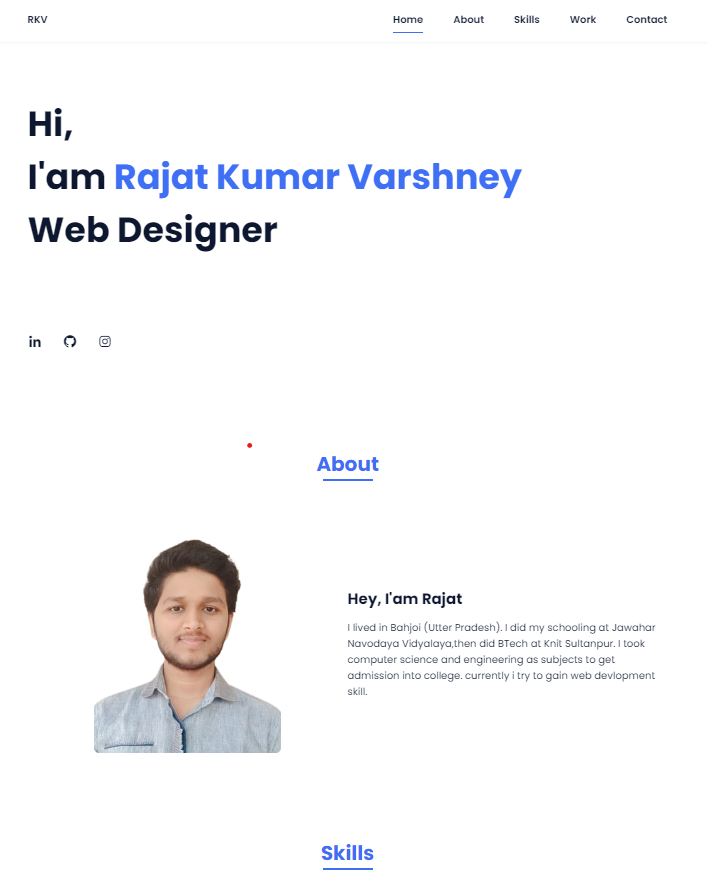 RKV
Home About Skills Work Contact
Hi,
I'am Rajat Kumar Varshney
Web Designer
in
About
Hey, I'am Rajat
I lived in Bahjoi (Utter Pradesh). I did my schooling at Jawahar
Navodaya Vidyalaya,then did BTech at Knit Sultanpur. I took
computer science and engineering as subjects to get
admission into college. currently i try to gain web devlopment
skill.
Skills